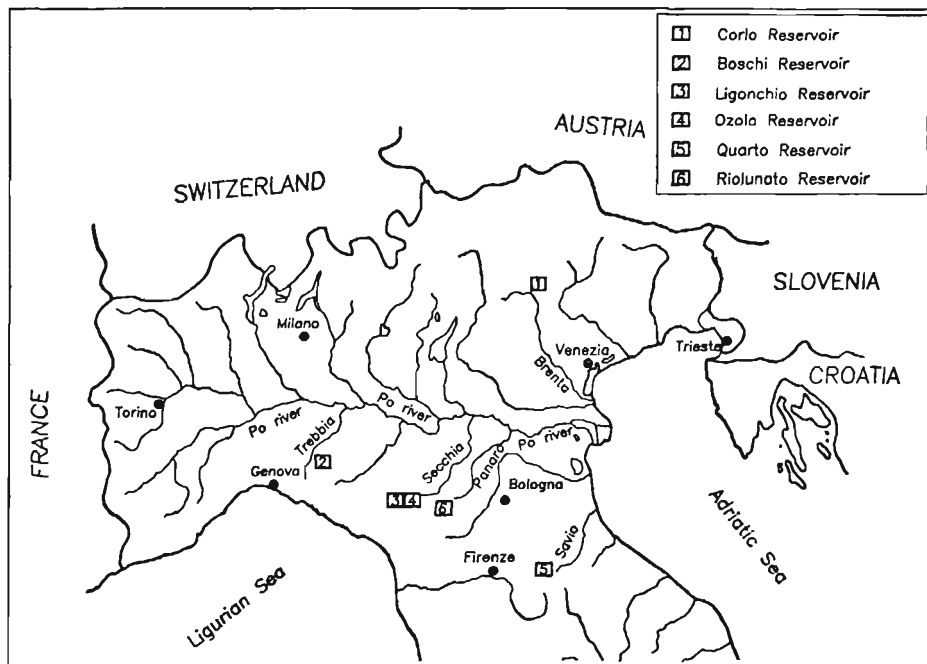 1 Corlo Reservoir
2 Boschi Reservoir
3 Ligonchio Reservoir
4 Ozola Reservoir
5 Quarto Reservoir
6 Riolunato Reservoir
AUSTRIA
SWITZERLAND
SLOVENIA
1
Milano
Venezia
Trieste
Brenta
CROATIA
FRANCE
Torino
Po river
Po river
Trebbia
Secchia
Panaro
Po river
Genova
2
3 4
6
Bologna
Savio
Adriatic Sea
Firenze
5
Ligurian Sea